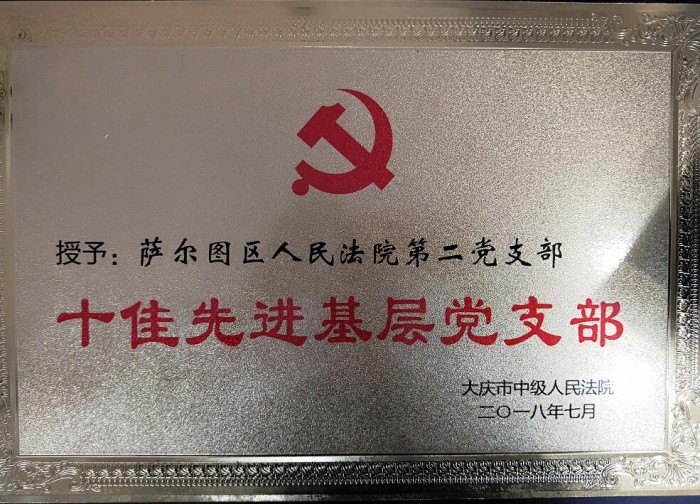 授予：萨尔图区人民法院第二党支部
十佳先进基层党支部
大庆市中级人民法院
二〇一八年七月